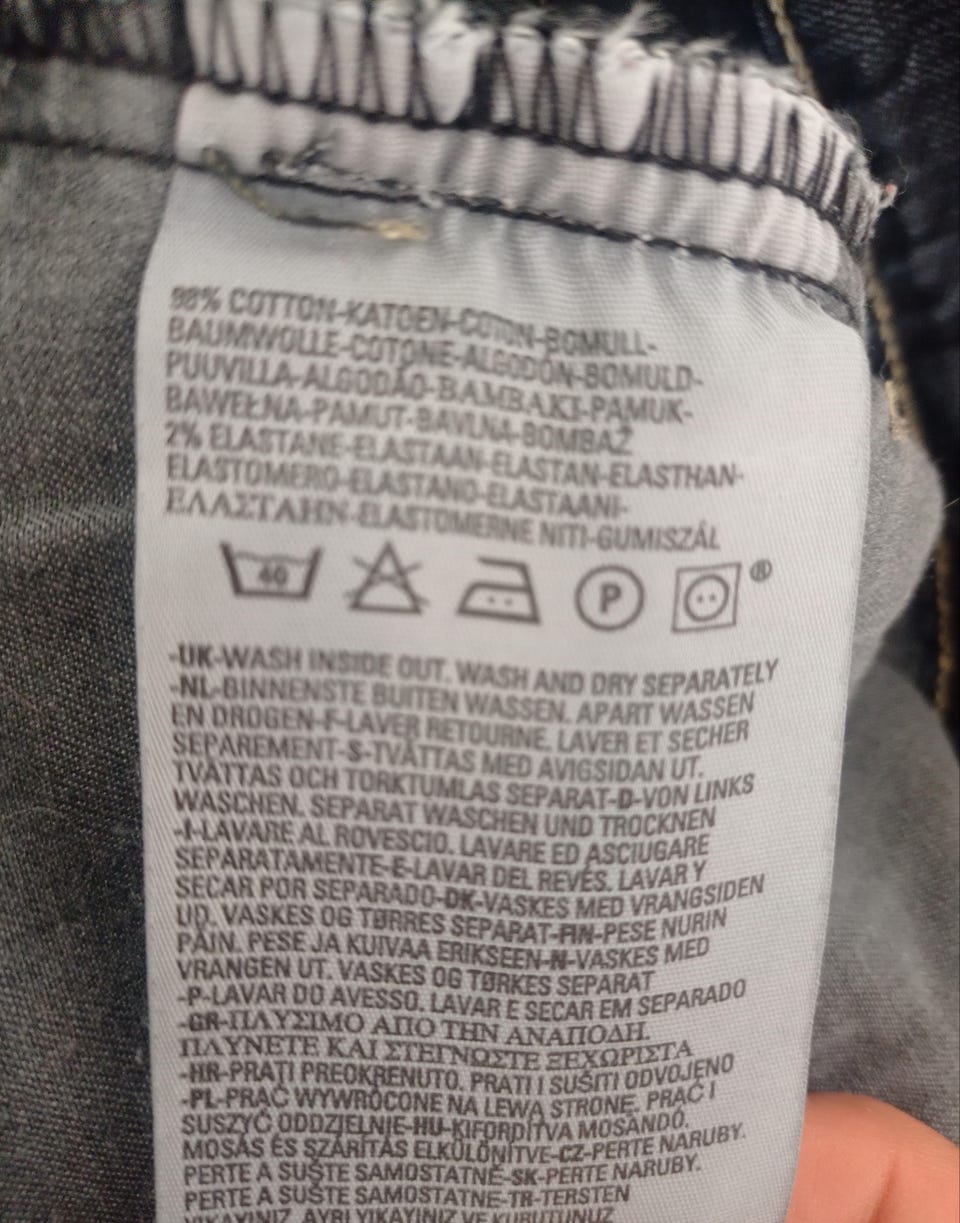 98% COTTON-KATOEN-COTON-BOMULL-
BAUMWOLLE-COTONE-ALGODÓN-BOMULD-
PUUVILLA-ALGODÃO-BAMBAKI-PAMUK-
BAWEŁNA-PAMUT-BAVLNA-BOMBAŽ
2% ELASTANE-ELASTAAN-ELASTAN-ELASTHAN-
ELASTOMERO-ELASTANO-ELASTAANI-
ΕΛΑΣΤΑΗΝ-ELASTOMERNE NITI-GUMISZÁL
40 P ®
-UK-WASH INSIDE OUT. WASH AND DRY SEPARATELY
-NL-BINNENSTE BUITEN WASSEN. APART WASSEN
EN DROGEN-F-LAVER RETOURNE. LAVER ET SECHER
SEPAREMENT-S-TVÄTTAS MED AVIGSIDAN UT.
TVÄTTAS OCH TORKTUMLAS SEPARAT-D-VON LINKS
WASCHEN. SEPARAT WASCHEN UND TROCKNEN
-I-LAVARE AL ROVESCIO. LAVARE ED ASCIUGARE
SEPARATAMENTE-E-LAVAR DEL REVÉS. LAVAR Y
SECAR POR SEPARADO-DK-VASKES MED VRANGSIDEN
UD. VASKES OG TØRRES SEPARAT-FIN-PESE NURIN
PÄIN. PESE JA KUIVAA ERIKSEEN-N-VASKES MED
VRANGEN UT. VASKES OG TØRKES SEPARAT
-P-LAVAR DO AVESSO. LAVAR E SECAR EM SEPARADO
-GR-ΠΛΥΣΙΜΟ ΑΠΟ ΤΗΝ ΑΝΑΠΟΔΗ.
ΠΛΥΝΕΤΕ ΚΑΙ ΣΤΕΓΝΩΣΤΕ ΞΕΧΩΡΙΣΤΑ
-HR-PRATI PREOKRENUTO. PRATI I SUŠITI ODVOJENO
-PL-PRAĆ WYWRÓCONE NA LEWĄ STRONĘ. PRAĆ I
SUSZYĆ ODDZIELNIE-HU-KIFORDÍTVA MOSANDÓ.
MOSÁS ÉS SZÁRÍTÁS ELKÜLÖNÍTVE-CZ-PERTE NARUBY.
PERTE A SUŠTE SAMOSTATNĚ-SK-PERTE NARUBY.
PERTE A SUŠTE SAMOSTATNE-TR-TERSTEN
YIKAYINIZ. AYRI YIKAYINIZ VE KURUTUNUZ